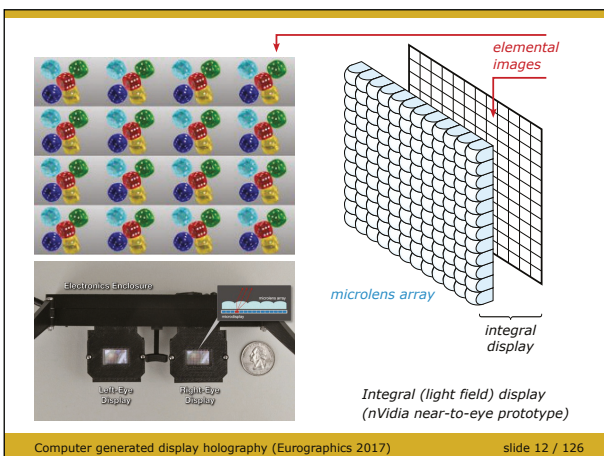 elemental
images
Electronics Enclosure
microlens array
microdisplay
Left-Eye
Display
Right-Eye
Display
microlens array
integral
display
Integral (light field) display
(nVidia near-to-eye prototype)
Computer generated display holography (Eurographics 2017)
slide 12 / 126